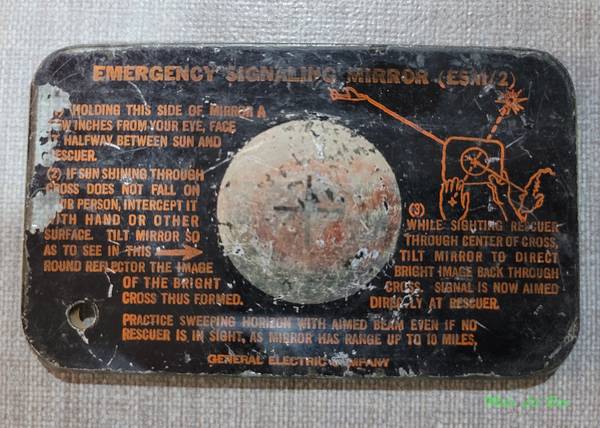 EMERGENCY SIGNALING MIRROR (ESM/2)
HOLDING THIS SIDE OF MIRROR A
FEW INCHES FROM YOUR EYE, FACE
IT HALFWAY BETWEEN SUN AND
RESCUER.
(2) IF SUN SHINING THROUGH
CROSS DOES NOT FALL ON
YOUR PERSON, INTERCEPT IT
WITH HAND OR OTHER
SURFACE. TILT MIRROR SO
AS TO SEE IN THIS
ROUND REFLECTOR THE IMAGE
OF THE BRIGHT
CROSS THUS FORMED.
(3)
WHILE SIGHTING RESCUER
THROUGH CENTER OF CROSS,
TILT MIRROR TO DIRECT
BRIGHT IMAGE BACK THROUGH
CROSS. SIGNAL IS NOW AIMED
DIRECTLY AT RESCUER.
PRACTICE SWEEPING HORIZON WITH AIMED BEAM EVEN IF NO
RESCUER IS IN SIGHT, AS MIRROR HAS RANGE UP TO 10 MILES.
GENERAL ELECTRIC COMPANY